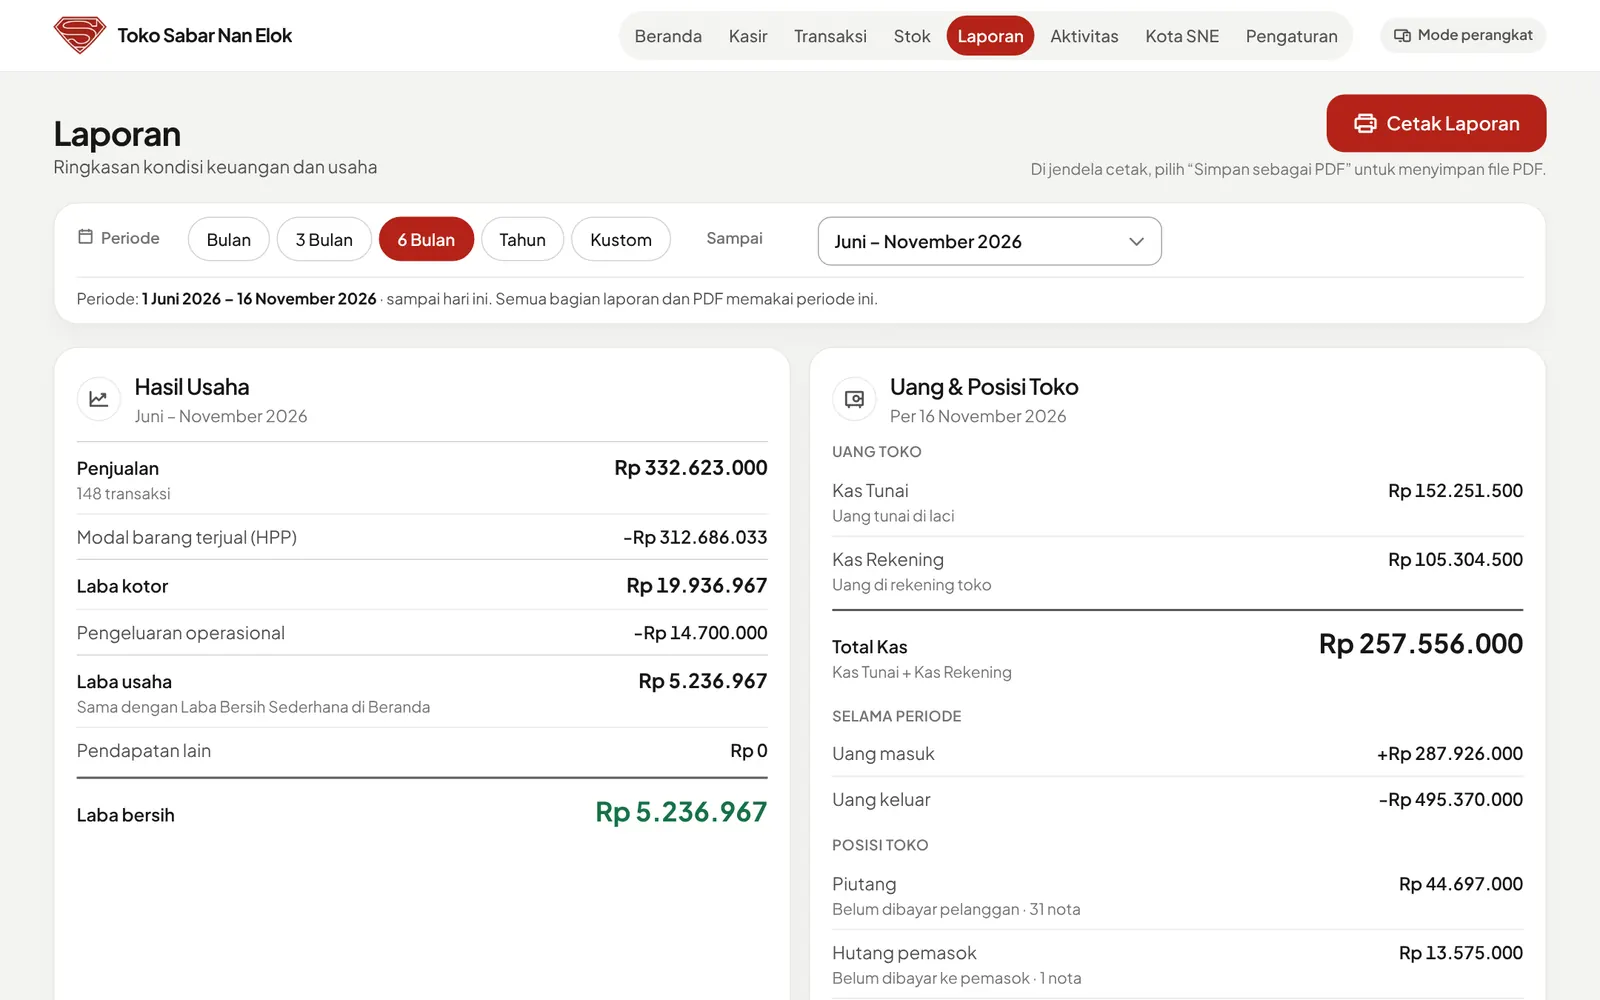 Toko Sabar Nan Elok
Beranda
Kasir
Transaksi
Stok
Laporan
Aktivitas
Kota SNE
Pengaturan
Mode perangkat
Laporan
Ringkasan kondisi keuangan dan usaha
Cetak Laporan
Di jendela cetak, pilih “Simpan sebagai PDF” untuk menyimpan file PDF.
Periode
Bulan
3 Bulan
6 Bulan
Tahun
Kustom
Sampai
Juni – November 2026
Periode: 1 Juni 2026 – 16 November 2026 · sampai hari ini. Semua bagian laporan dan PDF memakai periode ini.
Hasil Usaha
Juni – November 2026
Penjualan Rp 332.623.000
148 transaksi
Modal barang terjual (HPP) -Rp 312.686.033
Laba kotor Rp 19.936.967
Pengeluaran operasional -Rp 14.700.000
Laba usaha Rp 5.236.967
Sama dengan Laba Bersih Sederhana di Beranda
Pendapatan lain Rp 0
Laba bersih Rp 5.236.967
Uang & Posisi Toko
Per 16 November 2026
UANG TOKO
Kas Tunai Rp 152.251.500
Uang tunai di laci
Kas Rekening Rp 105.304.500
Uang di rekening toko
Total Kas Rp 257.556.000
Kas Tunai + Kas Rekening
SELAMA PERIODE
Uang masuk +Rp 287.926.000
Uang keluar -Rp 495.370.000
POSISI TOKO
Piutang Rp 44.697.000
Belum dibayar pelanggan · 31 nota
Hutang pemasok Rp 13.575.000
Belum dibayar ke pemasok · 1 nota